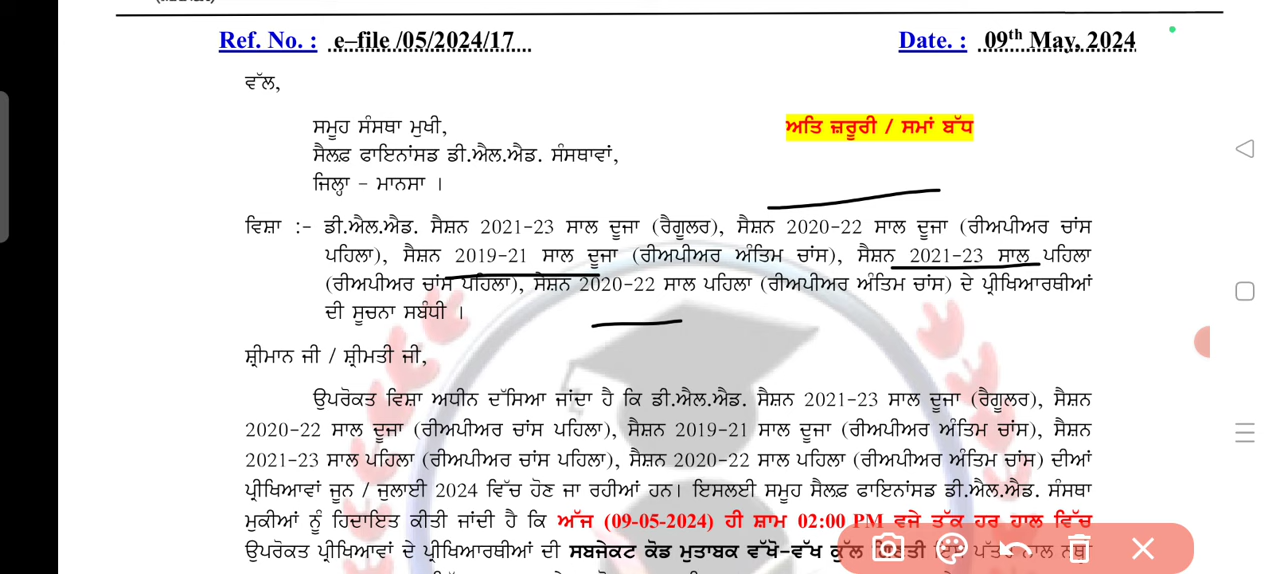 Ref. No. : e–file /05/2024/17
Date. : 09th May, 2024
ਵੱਲ,
ਸਮੂਹ ਸੰਸਥਾ ਮੁਖੀ,
ਅਤਿ ਜ਼ਰੂਰੀ / ਸਮਾਂ ਬੱਧ
ਸੈਲਫ਼ ਫਾਇਨਾਂਸਡ ਡੀ.ਐਲ.ਐਡ. ਸੰਸਥਾਵਾਂ,
ਜਿਲ੍ਹਾ – ਮਾਨਸਾ ।
ਵਿਸ਼ਾ :- ਡੀ.ਐਲ.ਐਡ. ਸੈਸ਼ਨ 2021-23 ਸਾਲ ਦੂਜਾ (ਰੈਗੂਲਰ), ਸੈਸ਼ਨ 2020-22 ਸਾਲ ਦੂਜਾ (ਰੀਅਪੀਅਰ ਚਾਂਸ
ਪਹਿਲਾ), ਸੈਸ਼ਨ 2019-21 ਸਾਲ ਦੂਜਾ (ਰੀਅਪੀਅਰ ਅੰਤਿਮ ਚਾਂਸ), ਸੈਸ਼ਨ 2021-23 ਸਾਲ ਪਹਿਲਾ
(ਰੀਅਪੀਅਰ ਚਾਂਸ ਪਹਿਲਾ), ਸੈਸ਼ਨ 2020-22 ਸਾਲ ਪਹਿਲਾ (ਰੀਅਪੀਅਰ ਅੰਤਿਮ ਚਾਂਸ) ਦੇ ਪ੍ਰੀਖਿਆਰਥੀਆਂ
ਦੀ ਸੂਚਨਾ ਸਬੰਧੀ ।
ਸ਼੍ਰੀਮਾਨ ਜੀ / ਸ਼੍ਰੀਮਤੀ ਜੀ,
ਉਪਰੋਕਤ ਵਿਸ਼ਾ ਅਧੀਨ ਦੱਸਿਆ ਜਾਂਦਾ ਹੈ ਕਿ ਡੀ.ਐਲ.ਐਡ. ਸੈਸ਼ਨ 2021-23 ਸਾਲ ਦੂਜਾ (ਰੈਗੂਲਰ), ਸੈਸ਼ਨ
2020-22 ਸਾਲ ਦੂਜਾ (ਰੀਅਪੀਅਰ ਚਾਂਸ ਪਹਿਲਾ), ਸੈਸ਼ਨ 2019-21 ਸਾਲ ਦੂਜਾ (ਰੀਅਪੀਅਰ ਅੰਤਿਮ ਚਾਂਸ), ਸੈਸ਼ਨ
2021-23 ਸਾਲ ਪਹਿਲਾ (ਰੀਅਪੀਅਰ ਚਾਂਸ ਪਹਿਲਾ), ਸੈਸ਼ਨ 2020-22 ਸਾਲ ਪਹਿਲਾ (ਰੀਅਪੀਅਰ ਅੰਤਿਮ ਚਾਂਸ) ਦੀਆਂ
ਪ੍ਰੀਖਿਆਵਾਂ ਜੂਨ / ਜੁਲਾਈ 2024 ਵਿੱਚ ਹੋਣ ਜਾ ਰਹੀਆਂ ਹਨ। ਇਸਲਈ ਸਮੂਹ ਸੈਲਫ਼ ਫਾਇਨਾਂਸਡ ਡੀ.ਐਲ.ਐਡ. ਸੰਸਥਾ
ਮੁਕੀਆਂ ਨੂੰ ਹਿਦਾਇਤ ਕੀਤੀ ਜਾਂਦੀ ਹੈ ਕਿ ਅੱਜ (09-05-2024) ਹੀ ਸ਼ਾਮ 02:00 PM ਵਜੇ ਤੱਕ ਹਰ ਹਾਲ ਵਿੱਚ
ਉਪਰੋਕਤ ਪ੍ਰੀਖਿਆਵਾਂ ਦੇ ਪ੍ਰੀਖਿਆਰਥੀਆਂ ਦੀ ਸਬਜੇਕਟ ਕੋਡ ਮੁਤਾਬਕ ਵੱਖੋ-ਵੱਖ ਕੁੱਲ